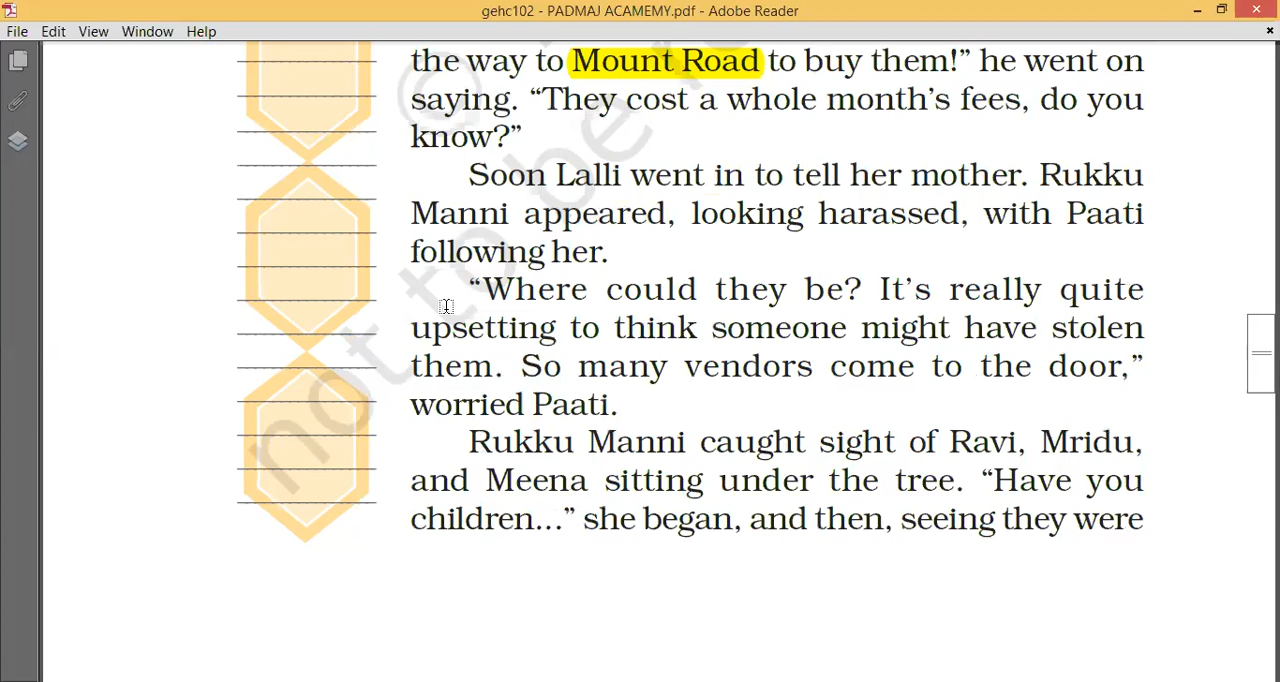 gehc102 - PADMAJ ACAMEMY.pdf - Adobe Reader
File Edit View Window Help
the way to Mount Road to buy them!” he went on
saying. “They cost a whole month’s fees, do you
know?”
Soon Lalli went in to tell her mother. Rukku
Manni appeared, looking harassed, with Paati
following her.
“Where could they be? It’s really quite
upsetting to think someone might have stolen
them. So many vendors come to the door,”
worried Paati.
Rukku Manni caught sight of Ravi, Mridu,
and Meena sitting under the tree. “Have you
children...” she began, and then, seeing they were
©
not to be re